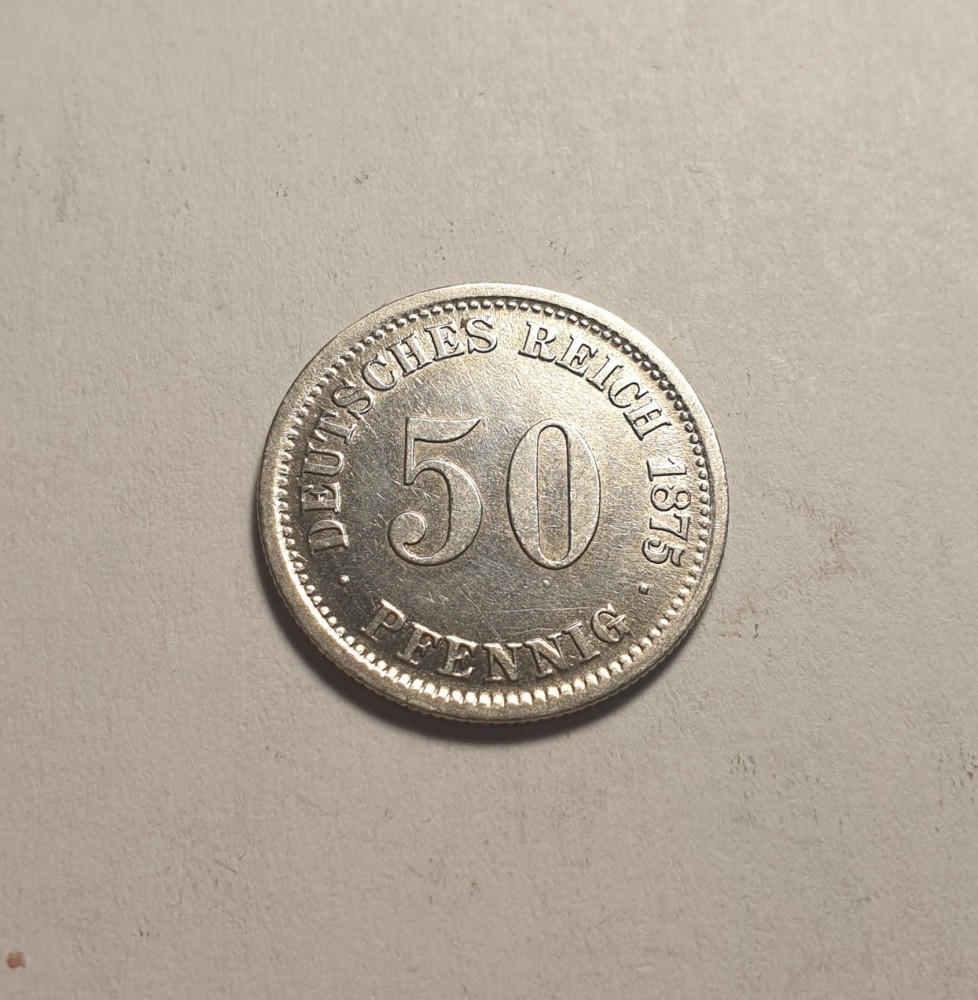 DEUTSCHES REICH 1875
50
· PFENNIG ·